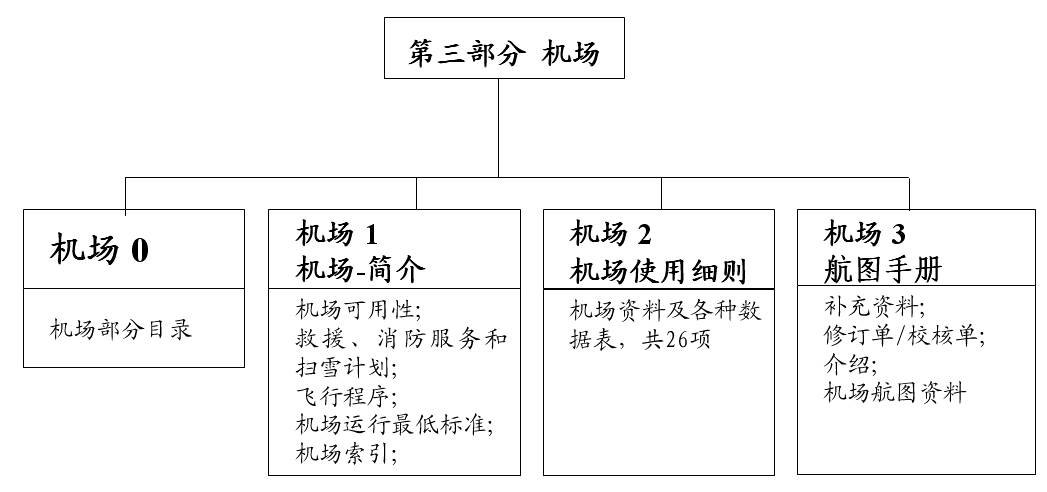 第三部分 机场
机场 0
机场部分目录
机场 1
机场-简介
机场可用性;
救援、消防服务和
扫雪计划;
飞行程序;
机场运行最低标准;
机场索引;
机场 2
机场使用细则
机场资料及各种数
据表，共26项
机场 3
航图手册
补充资料;
修订单/校核单;
介绍;
机场航图资料